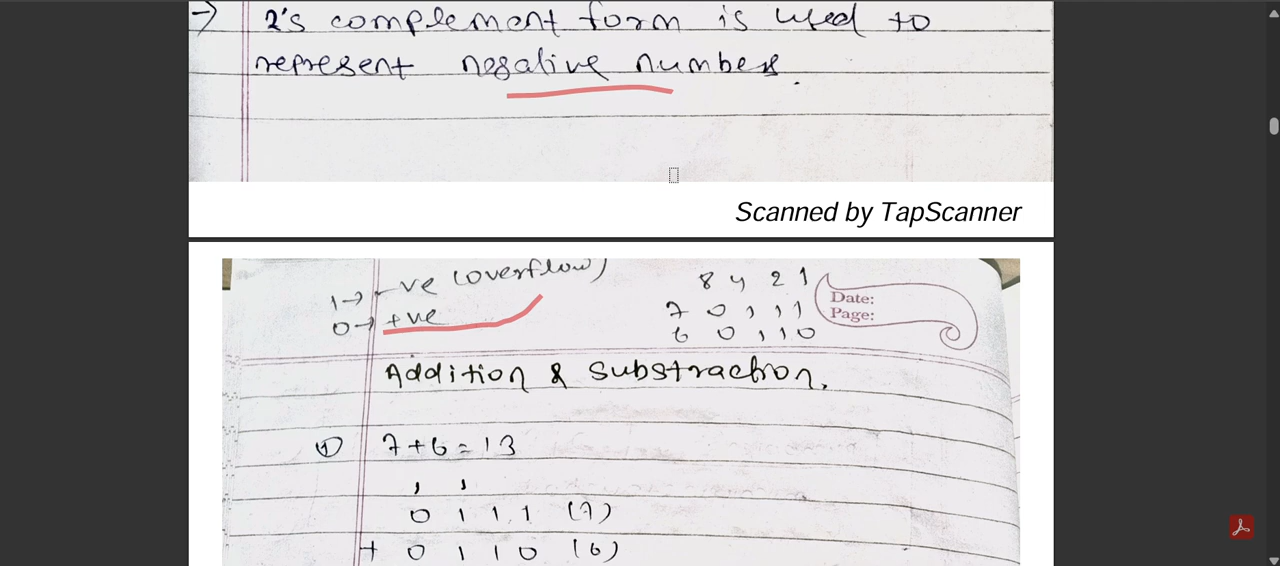 → 2's complement form is used to
represent negative numbers.
Scanned by TapScanner
1→ -ve (overflow)
0→ +ve
8 4 2 1
7 0 1 1 1
6 0 1 1 0
Date:
Page:
Addition & Substraction.
① 7+6=13
1 1
0 1 1 1 (7)
+ 0 1 1 0 (6)